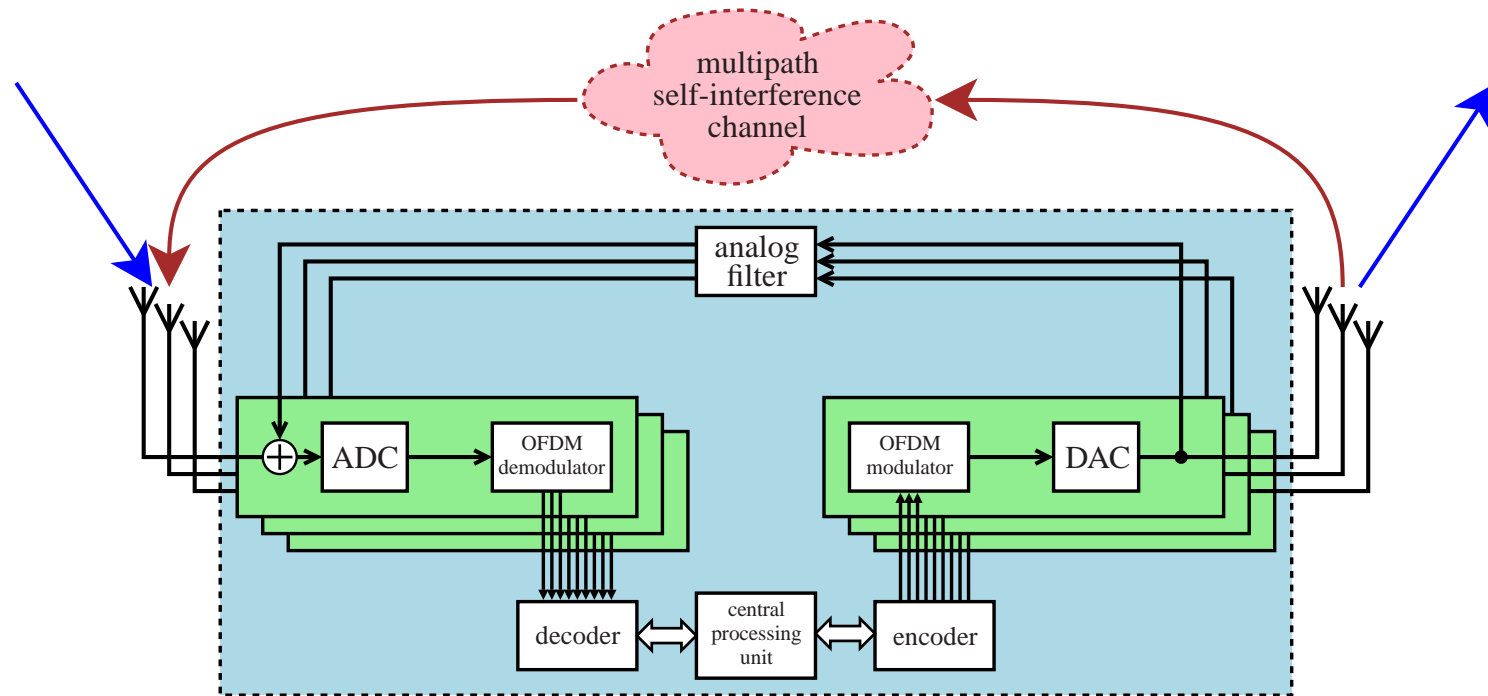 multipath
self-interference
channel
analog
filter
ADC
OFDM
demodulator
OFDM
modulator
DAC
decoder
central
processing
unit
encoder